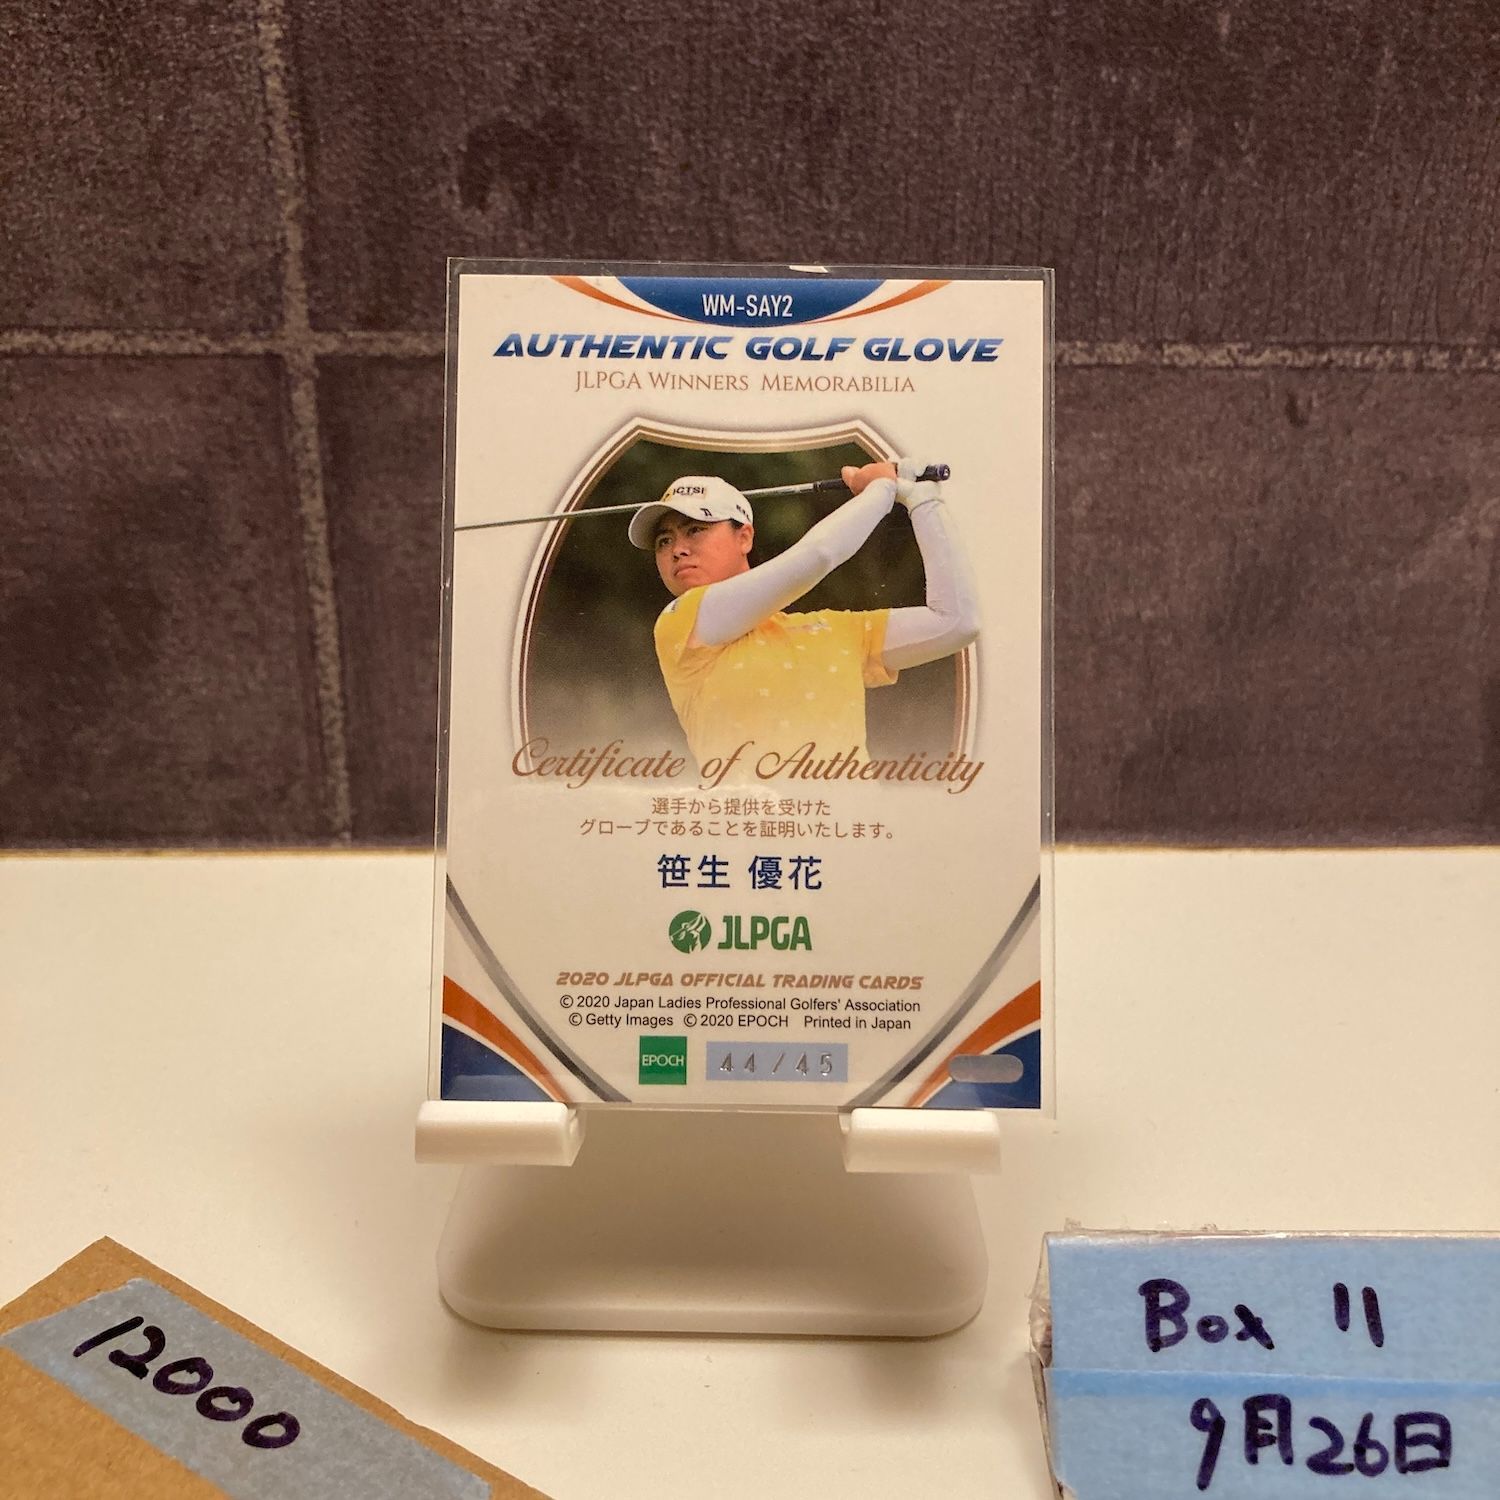 WM-SAY2
AUTHENTIC GOLF GLOVE
JLPGA WINNERS MEMORABILIA
ICTSI
Certificate of Authenticity
選手から提供を受けた
グローブであることを証明いたします。
笹生 優花
JLPGA
2020 JLPGA OFFICIAL TRADING CARDS
© 2020 Japan Ladies Professional Golfers' Association
© Getty Images © 2020 EPOCH Printed in Japan
EPOCH 44/45
12000
Box 11
9月26日